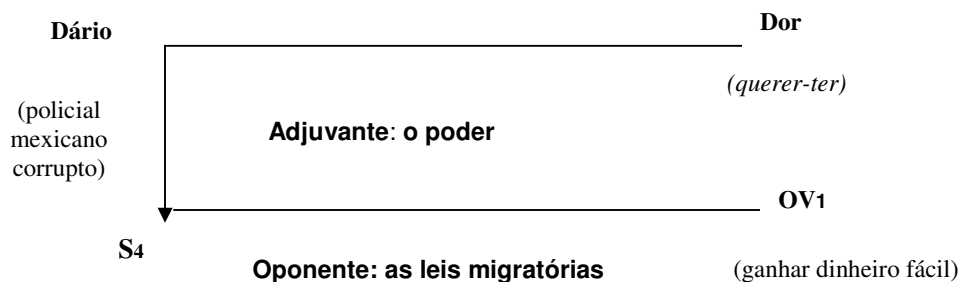 Dário
Dor
(querer-ter)
(policial
mexicano
corrupto)
Adjuvante: o poder
OV1
S4
Oponente: as leis migratórias
(ganhar dinheiro fácil)